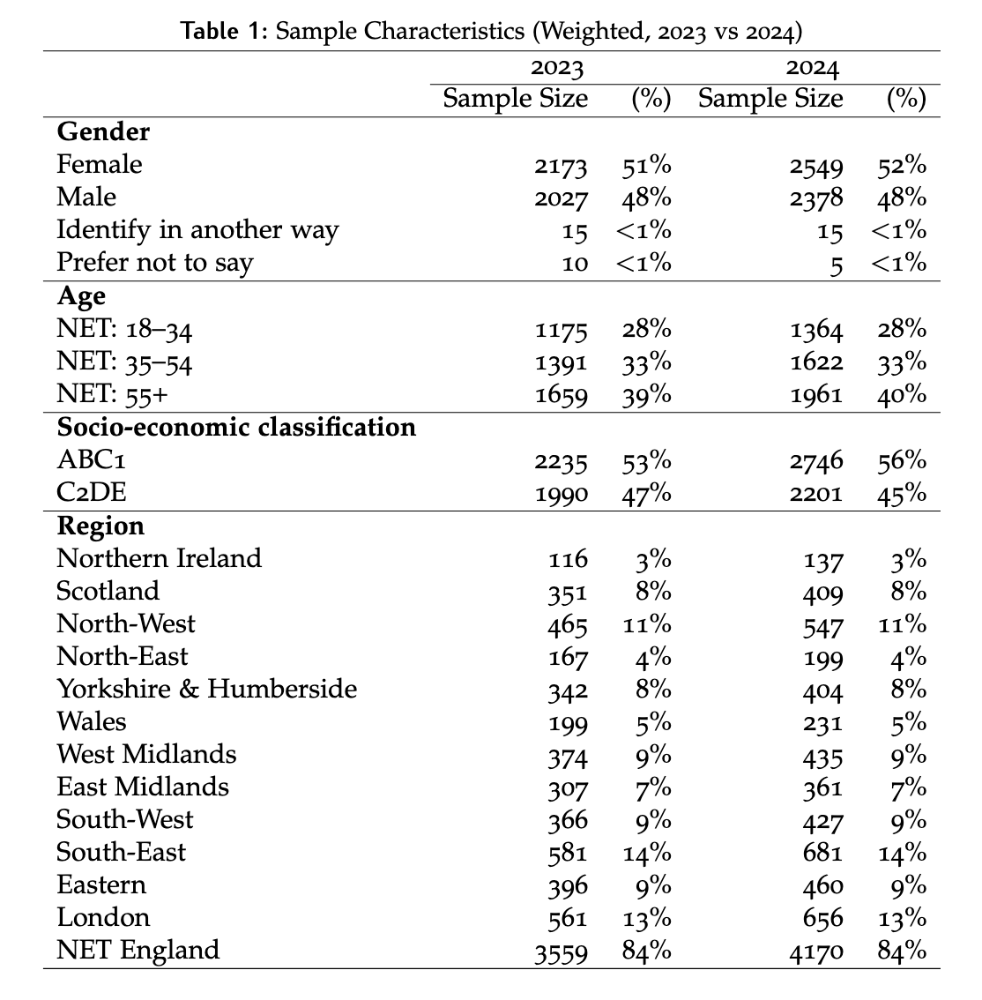 Table 1: Sample Characteristics (Weighted, 2023 vs 2024)
2023 2024
Sample Size (%) Sample Size (%)
Gender
Female 2173 51% 2549 52%
Male 2027 48% 2378 48%
Identify in another way 15 <1% 15 <1%
Prefer not to say 10 <1% 5 <1%
Age
NET: 18–34 1175 28% 1364 28%
NET: 35–54 1391 33% 1622 33%
NET: 55+ 1659 39% 1961 40%
Socio-economic classification
ABC1 2235 53% 2746 56%
C2DE 1990 47% 2201 45%
Region
Northern Ireland 116 3% 137 3%
Scotland 351 8% 409 8%
North-West 465 11% 547 11%
North-East 167 4% 199 4%
Yorkshire & Humberside 342 8% 404 8%
Wales 199 5% 231 5%
West Midlands 374 9% 435 9%
East Midlands 307 7% 361 7%
South-West 366 9% 427 9%
South-East 581 14% 681 14%
Eastern 396 9% 460 9%
London 561 13% 656 13%
NET England 3559 84% 4170 84%